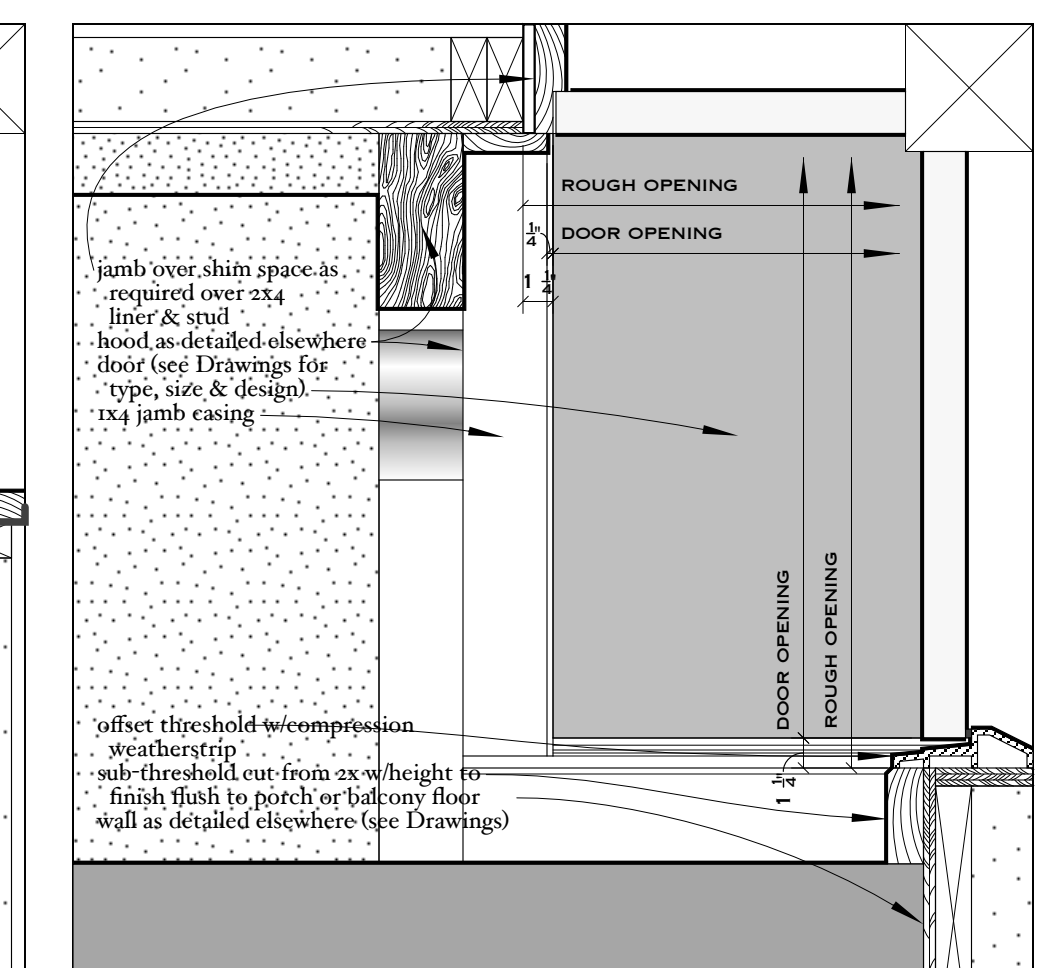 ROUGH OPENING
1/4"
DOOR OPENING
1 1/4"
jamb over shim space as
required over 2x4
liner & stud
hood as detailed elsewhere
door (see Drawings for
type, size & design)
1x4 jamb casing
DOOR OPENING
ROUGH OPENING
offset threshold w/compression
weatherstrip
sub-threshold cut from 2x w/height to
finish flush to porch or balcony floor
wall as detailed elsewhere (see Drawings)
1 1/4"